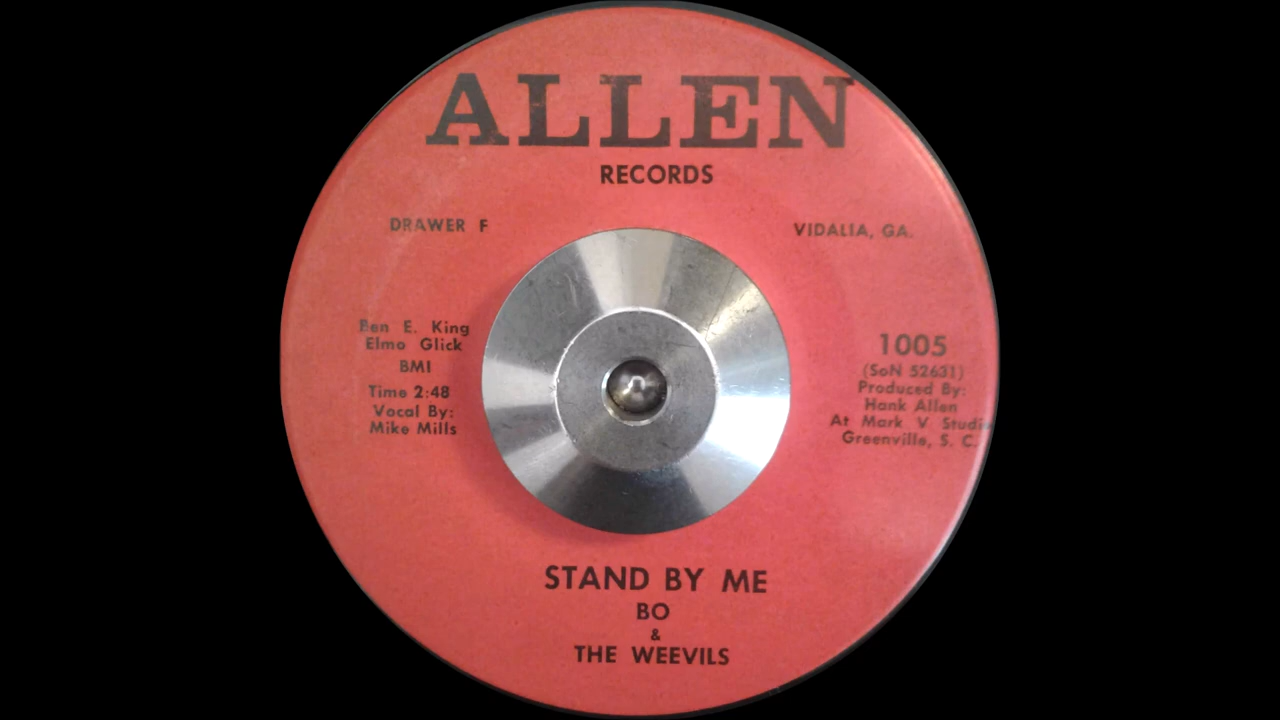 ALLEN
RECORDS
DRAWER F
VIDALIA, GA.
Ben E. King
Elmo Glick
BMI
Time 2:48
Vocal By:
Mike Mills
1005
(SoN 52631)
Produced By:
Hank Allen
At Mark V Studio
Greenville, S. C.
STAND BY ME
BO
&
THE WEEVILS